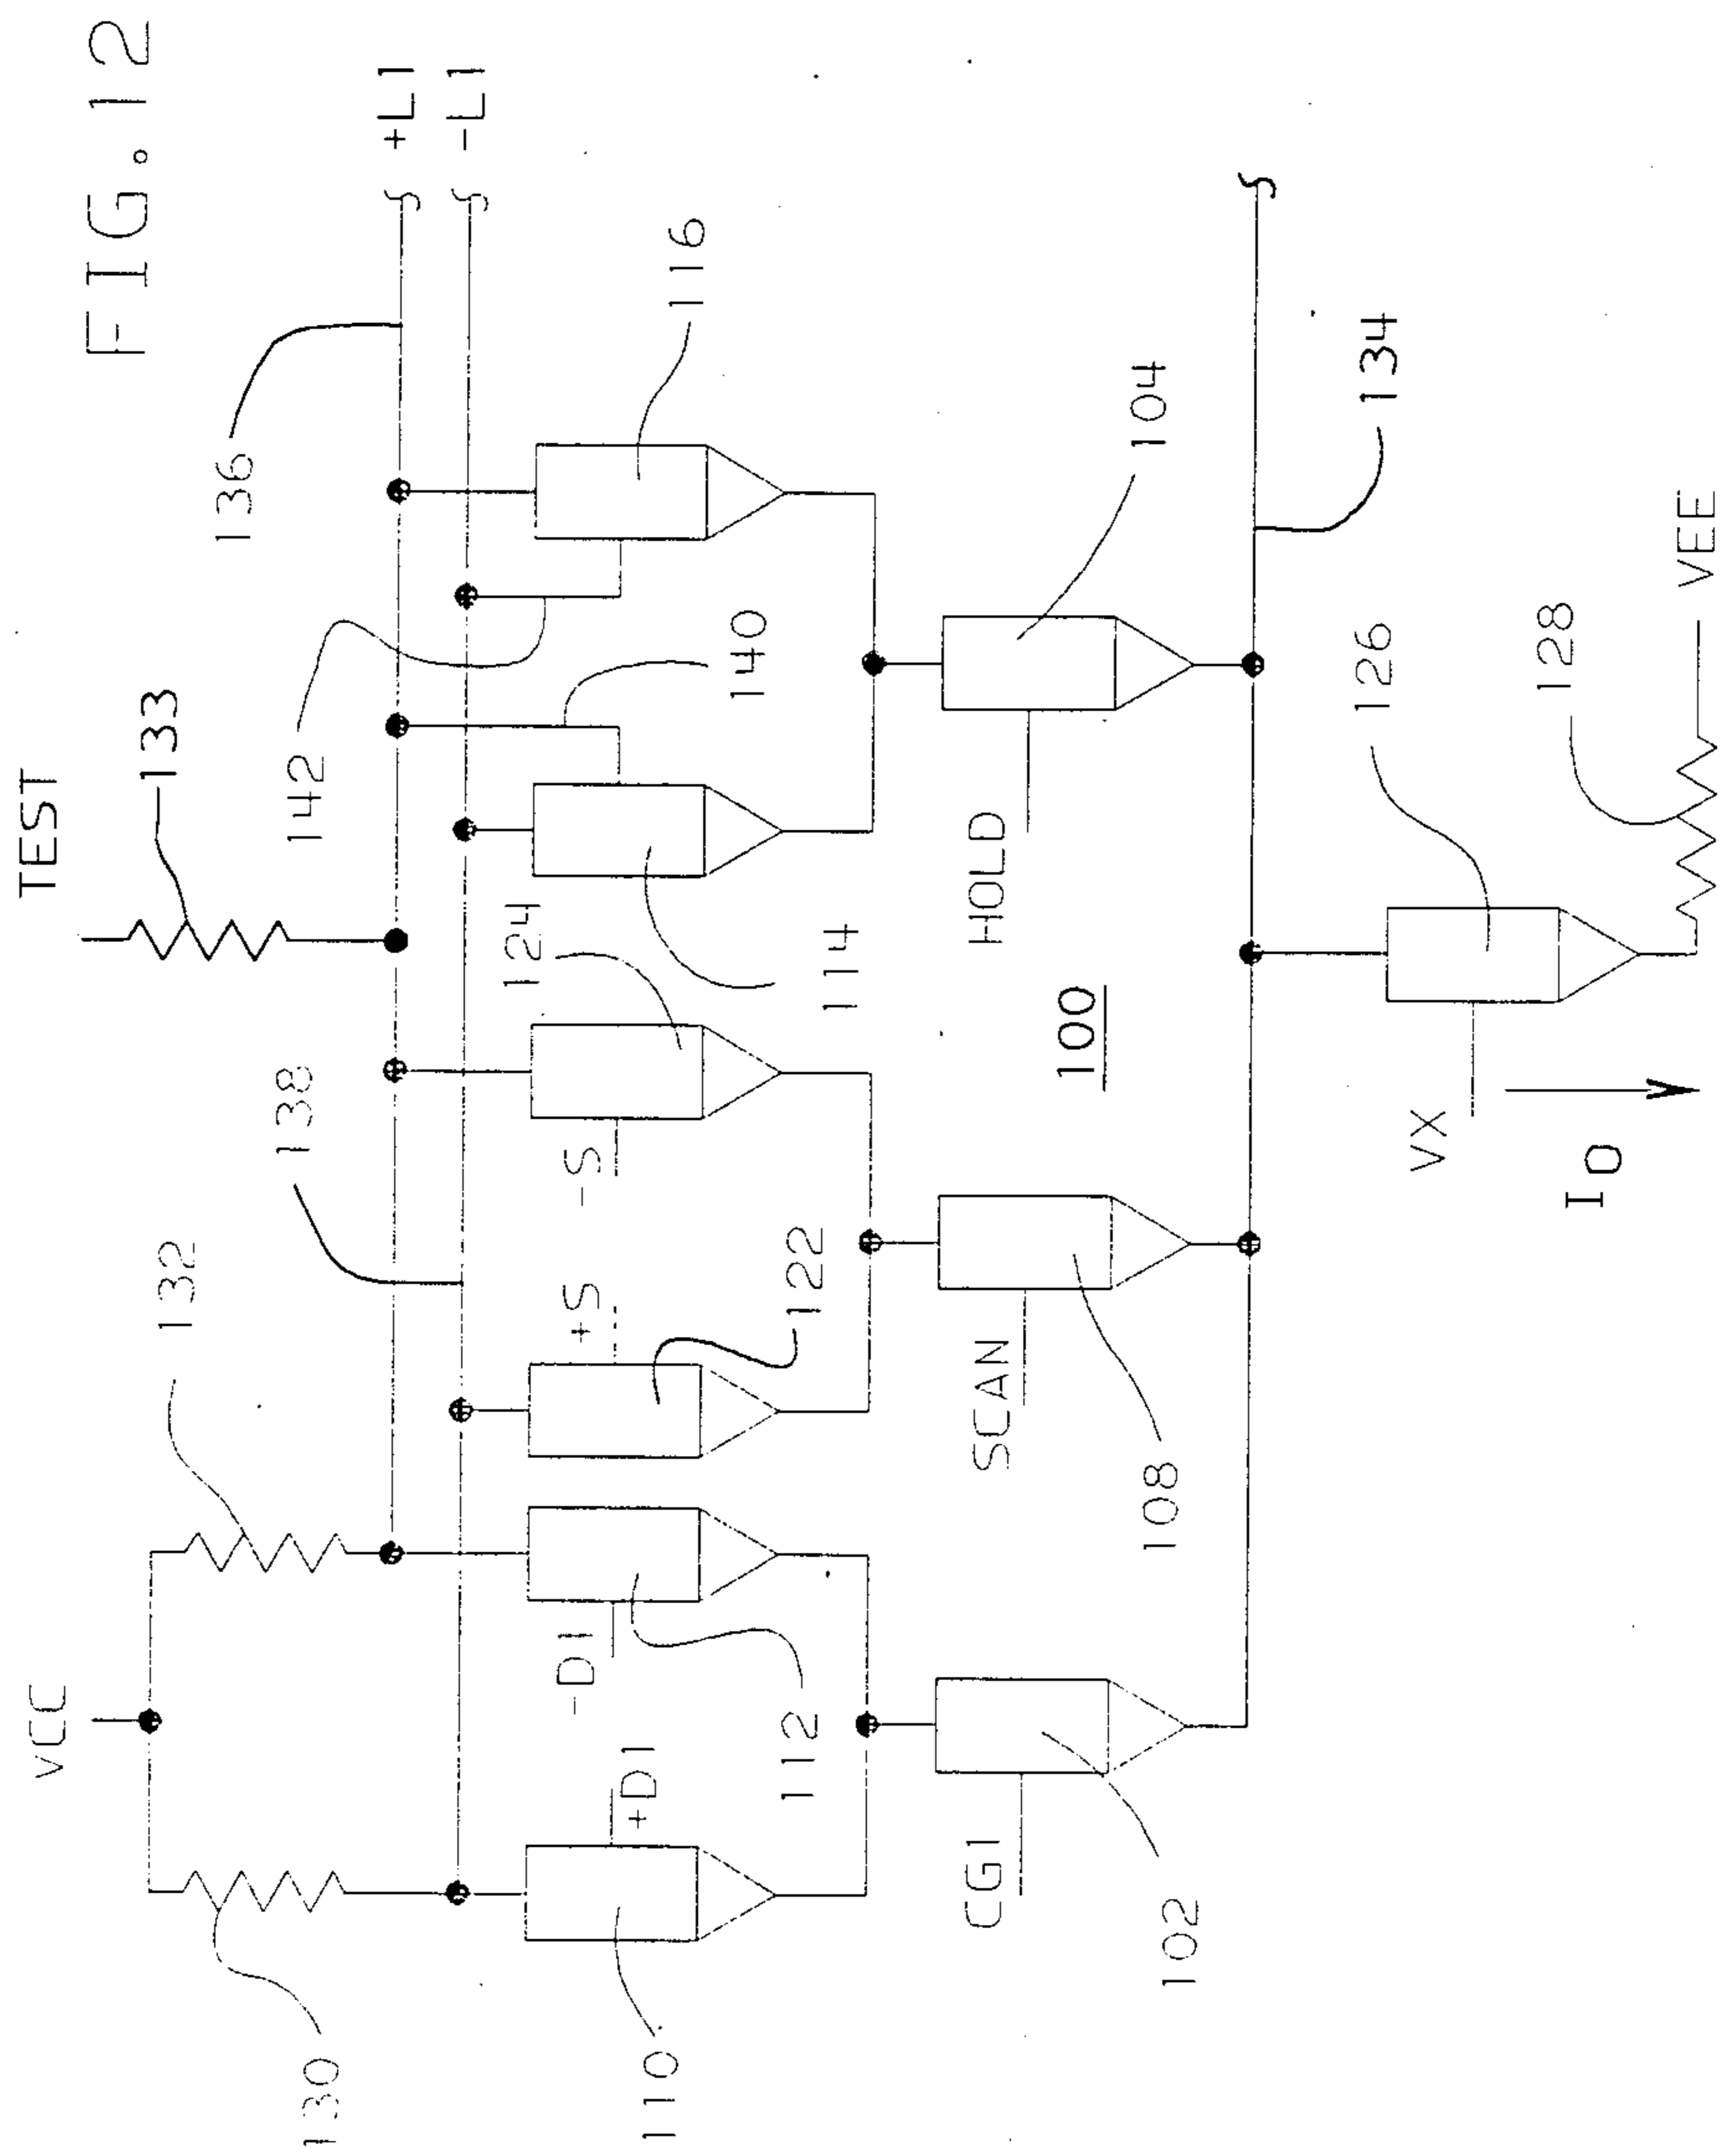 FIG. 12
TEST
133
VCC
132
130
136
+L1
-L1
142
138
140
116
124
114
-S
+S
122
-D1
112
+D1
110
HOLD
104
100
SCAN
108
CG1
102
134
126
VX
IO
128
VEE